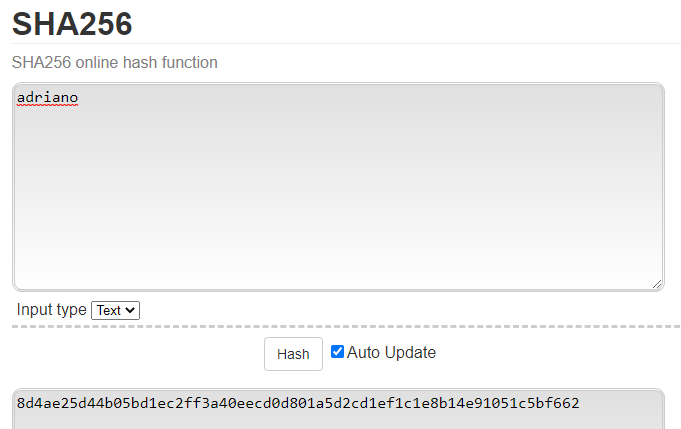 SHA256
SHA256 online hash function
adriano
Input type Text
Hash Auto Update
8d4ae25d44b05bd1ec2ff3a40eecd0d801a5d2cd1ef1c1e8b14e91051c5bf662